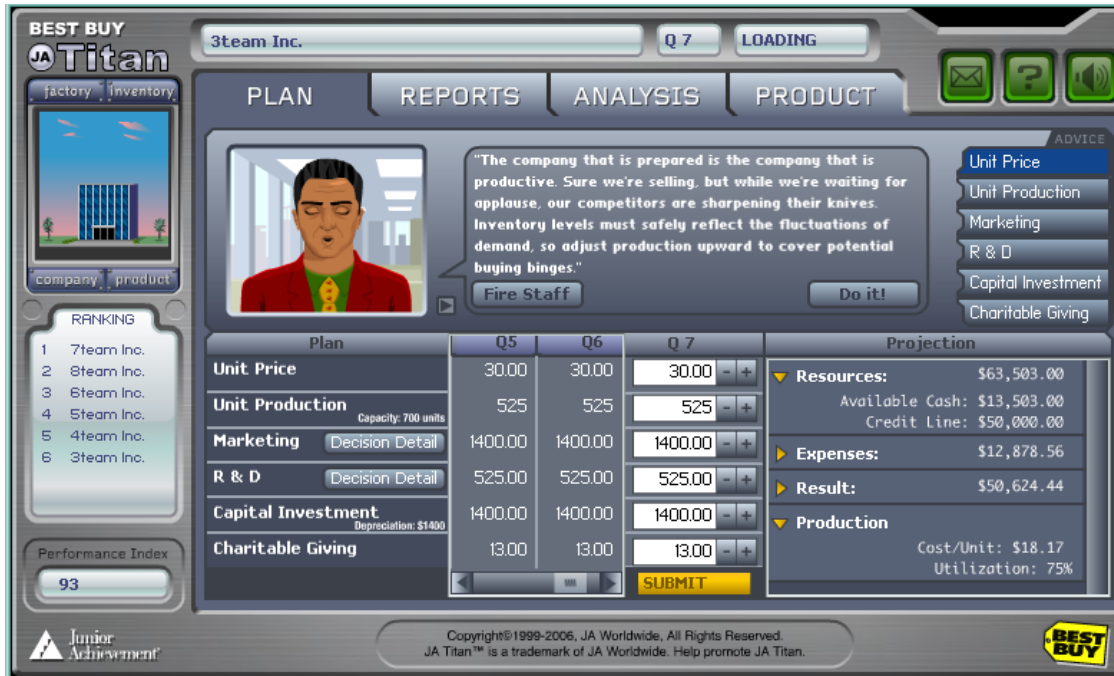 BEST BUY
JA Titan
factory inventory
company product
RANKING
1 7team Inc.
2 8team Inc.
3 6team Inc.
4 5team Inc.
5 4team Inc.
6 3team Inc.
Performance Index
93
3team Inc. Q 7 LOADING
PLAN REPORTS ANALYSIS PRODUCT
"The company that is prepared is the company that is
productive. Sure we're selling, but while we're waiting for
applause, our competitors are sharpening their knives.
Inventory levels must safely reflect the fluctuations of
demand, so adjust production upward to cover potential
buying binges."
Fire Staff Do it!
ADVICE
Unit Price
Unit Production
Marketing
R & D
Capital Investment
Charitable Giving
Plan Q5 Q6 Q 7
Unit Price 30.00 30.00 30.00 - +
Unit Production 525 525 525 - +
Capacity: 700 units
Marketing Decision Detail 1400.00 1400.00 1400.00 - +
R & D Decision Detail 525.00 525.00 525.00 - +
Capital Investment 1400.00 1400.00 1400.00 - +
Depreciation: $1400
Charitable Giving 13.00 13.00 13.00 - +
SUBMIT
Projection
Resources: $63,503.00
Available Cash: $13,503.00
Credit Line: $50,000.00
Expenses: $12,878.56
Result: $50,624.44
Production
Cost/Unit: $18.17
Utilization: 75%
Junior
Achievement®
Copyright©1999-2006, JA Worldwide, All Rights Reserved.
JA Titan™ is a trademark of JA Worldwide. Help promote JA Titan.
BEST
BUY